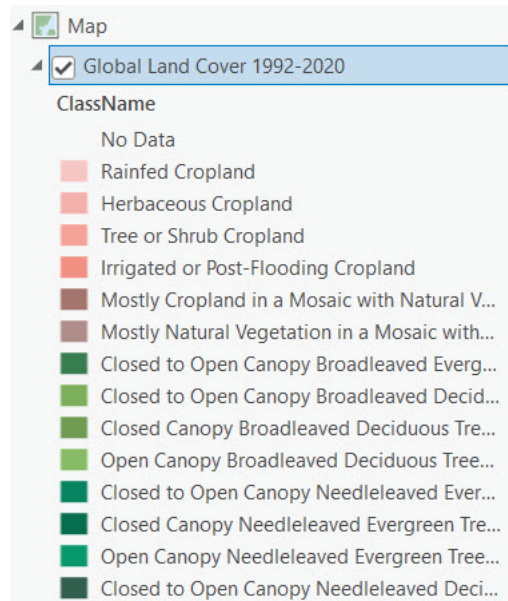 Map
Global Land Cover 1992-2020
ClassName
No Data
Rainfed Cropland
Herbaceous Cropland
Tree or Shrub Cropland
Irrigated or Post-Flooding Cropland
Mostly Cropland in a Mosaic with Natural V...
Mostly Natural Vegetation in a Mosaic with...
Closed to Open Canopy Broadleaved Everg...
Closed to Open Canopy Broadleaved Decid...
Closed Canopy Broadleaved Deciduous Tre...
Open Canopy Broadleaved Deciduous Tree...
Closed to Open Canopy Needleleaved Ever...
Closed Canopy Needleleaved Evergreen Tre...
Open Canopy Needleleaved Evergreen Tree...
Closed to Open Canopy Needleleaved Deci...